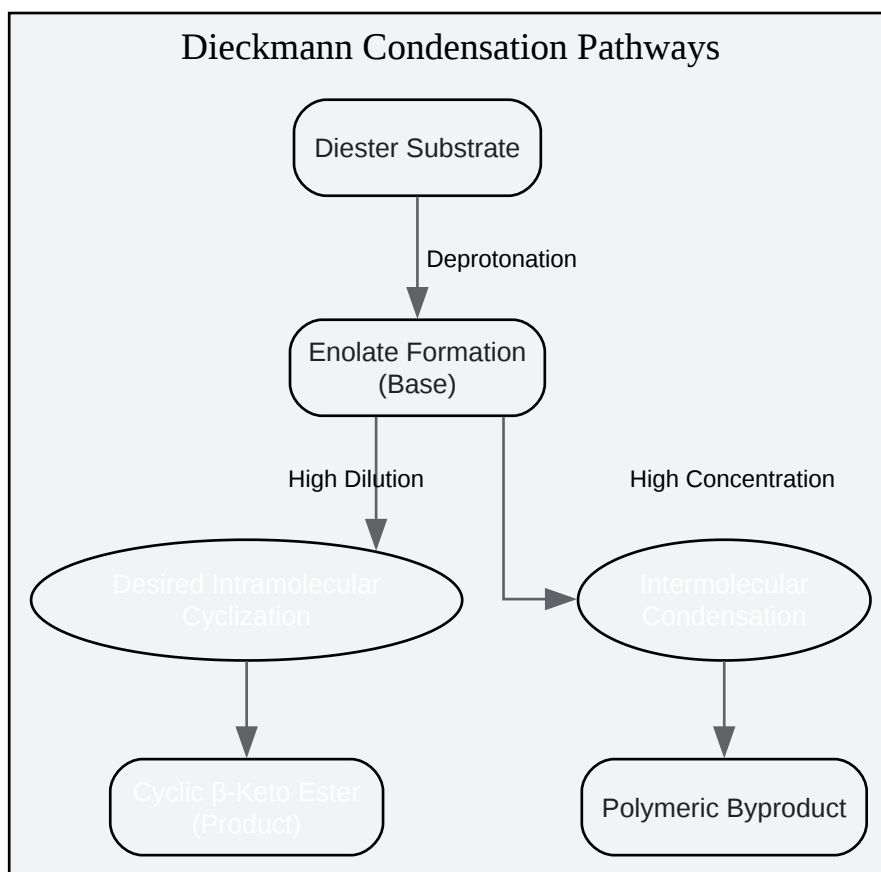 Dieckmann Condensation Pathways
Diester Substrate
Deprotonation
Enolate Formation
(Base)
High Dilution
High Concentration
Desired Intramolecular
Cyclization
Intermolecular
Condensation
Cyclic β-Keto Ester
(Product)
Polymeric Byproduct